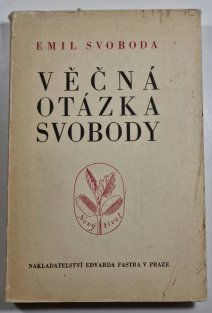 EMIL SVOBODA
VĚČNÁ
OTÁZKA
SVOBODY
Nový život
NAKLADATELSTVÍ EDVARDA FASTRA V PRAZE